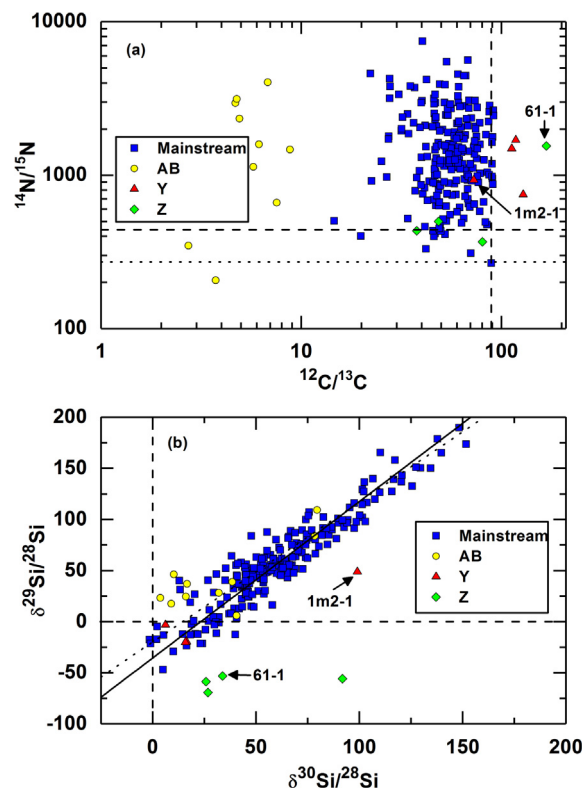 (a)
10000
1000
100
¹⁴N/¹⁵N
Mainstream
AB
Y
Z
61-1
1m2-1
1
10
100
¹²C/¹³C
(b)
200
150
100
50
0
-50
-100
δ²⁹Si/²⁸Si
Mainstream
AB
Y
Z
1m2-1
61-1
0
50
100
150
200
δ³⁰Si/²⁸Si